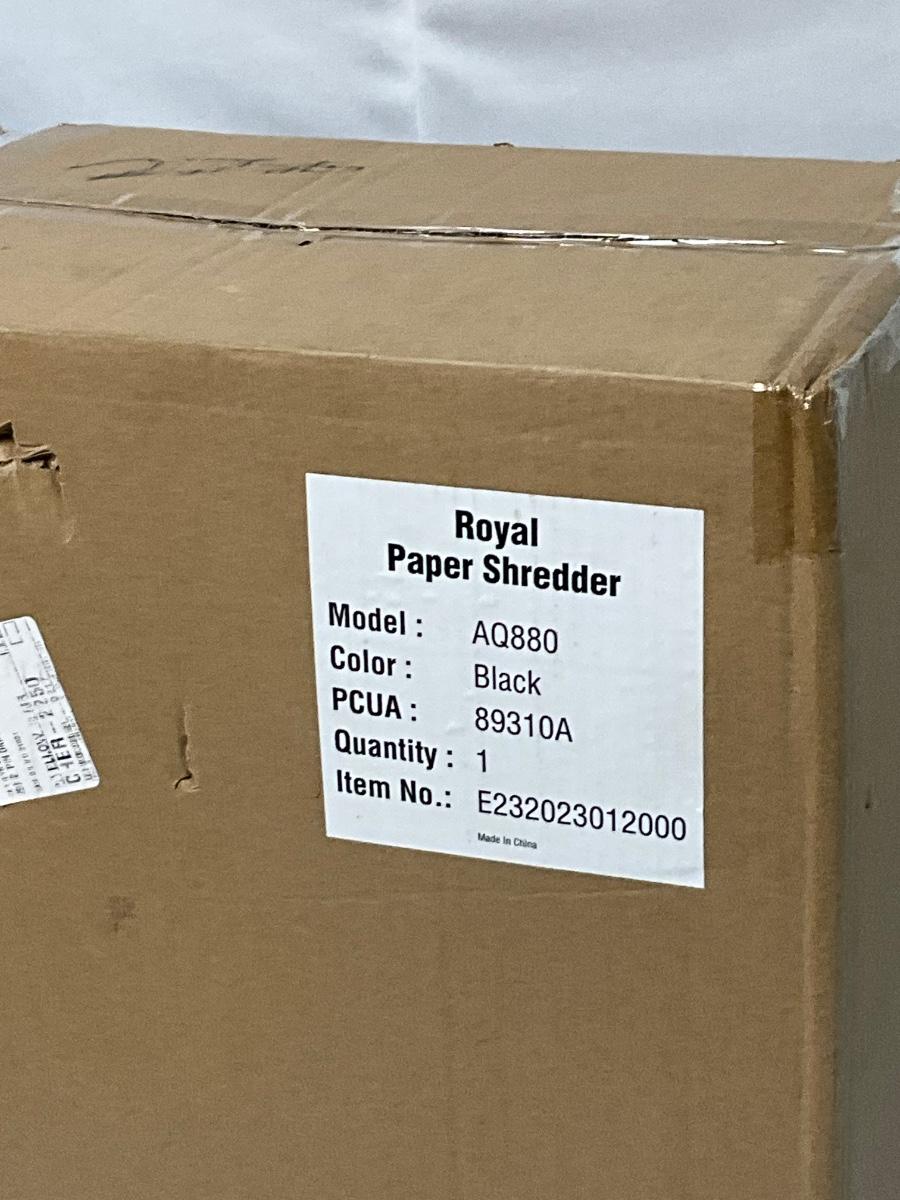 Royal
Paper Shredder
Model : AQ880
Color : Black
PCUA : 89310A
Quantity : 1
Item No.: E232023012000
Made In China